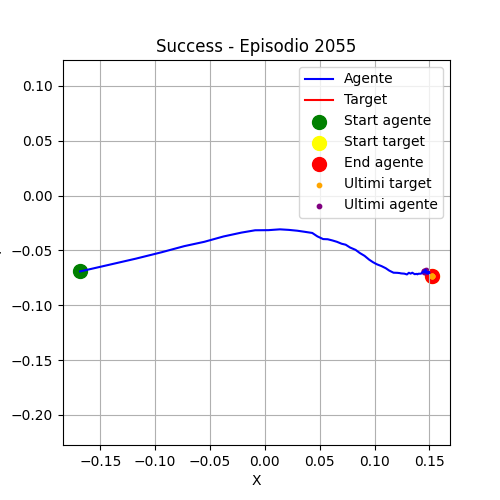 Success - Episodio 2055
Agente
Target
Start agente
Start target
End agente
Ultimi target
Ultimi agente
0.10
0.05
0.00
−0.05
−0.10
−0.15
−0.20
−0.15
−0.10
−0.05
0.00
0.05
0.10
0.15
X